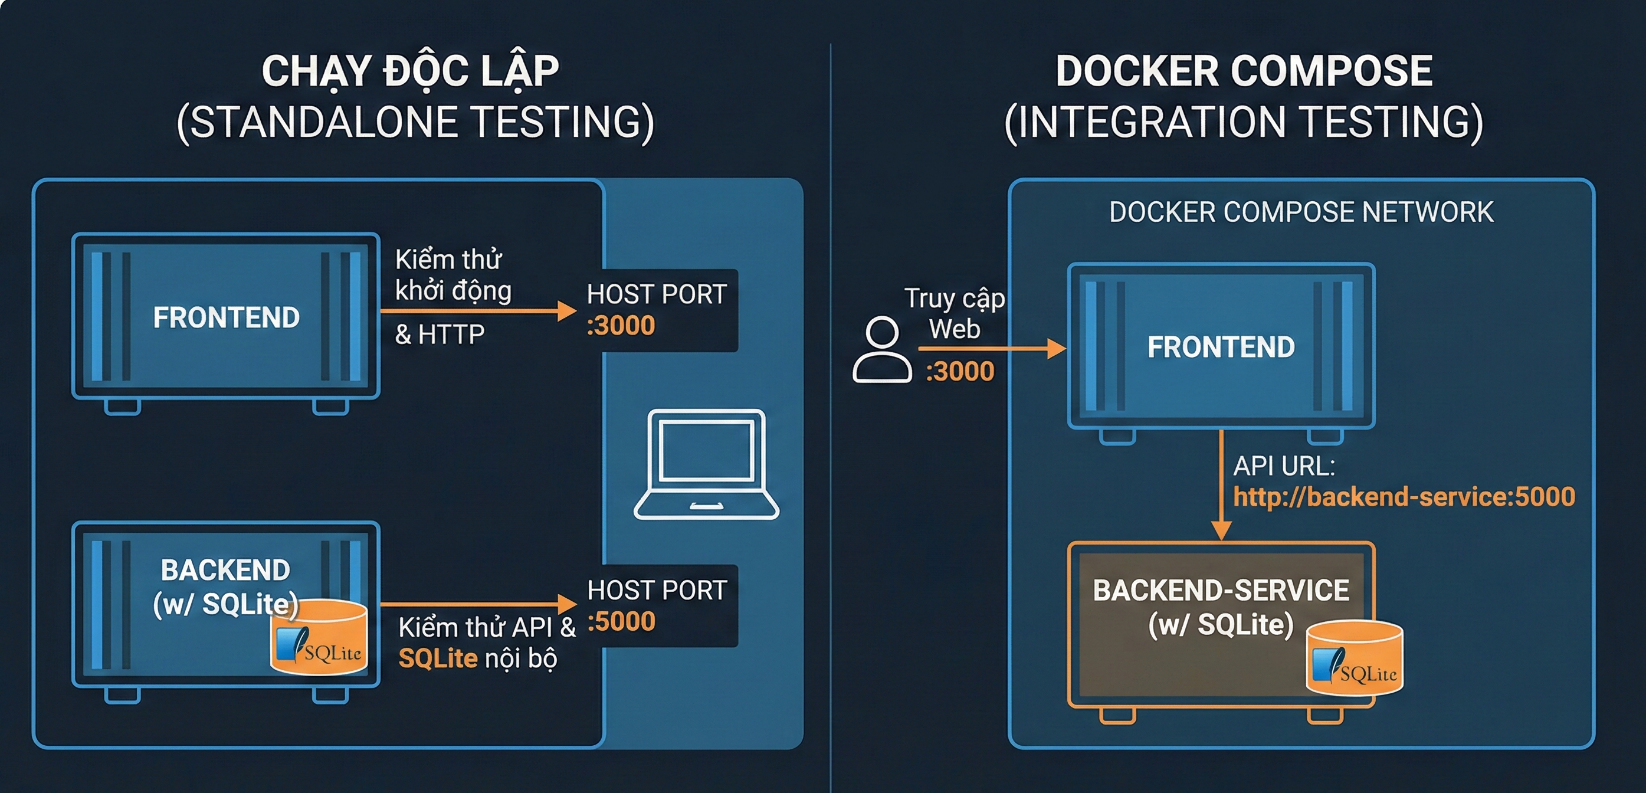 CHẠY ĐỘC LẬP
(STANDALONE TESTING)
FRONTEND
Kiểm thử
khởi động
& HTTP
HOST PORT
:3000
BACKEND
(w/ SQLite)
SQLite
Kiểm thử API &
SQLite nội bộ
HOST PORT
:5000
DOCKER COMPOSE
(INTEGRATION TESTING)
DOCKER COMPOSE NETWORK
Truy cập
Web
:3000
FRONTEND
API URL:
http://backend-service:5000
BACKEND-SERVICE
(w/ SQLite)
SQLite